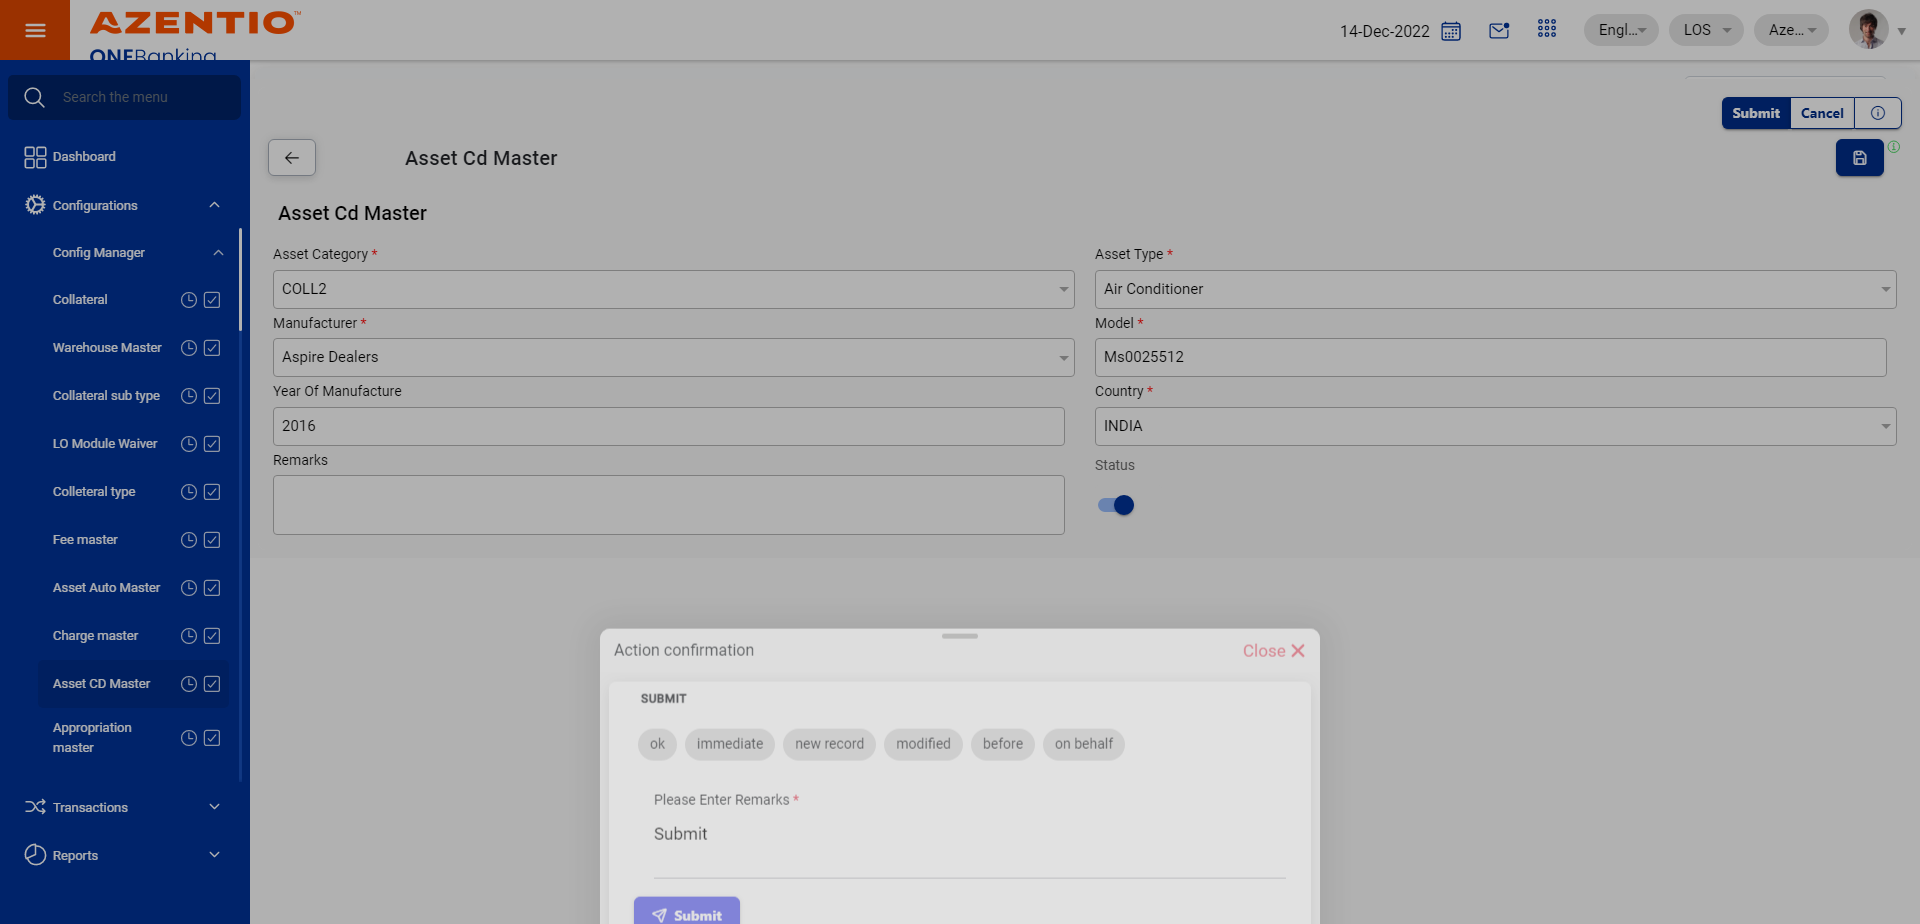 AZENTIO™
ONEBanking
14-Dec-2022
Engl...
LOS
Aze...
Search the menu
Dashboard
Configurations
Config Manager
Collateral
Warehouse Master
Collateral sub type
LO Module Waiver
Colleteral type
Fee master
Asset Auto Master
Charge master
Asset CD Master
Appropriation
master
Transactions
Reports
Submit
Cancel
Asset Cd Master
Asset Cd Master
Asset Category *
COLL2
Asset Type *
Air Conditioner
Manufacturer *
Aspire Dealers
Model *
Ms0025512
Year Of Manufacture
2016
Country *
INDIA
Remarks
Status
Action confirmation
Close
SUBMIT
ok
immediate
new record
modified
before
on behalf
Please Enter Remarks *
Submit
Submit